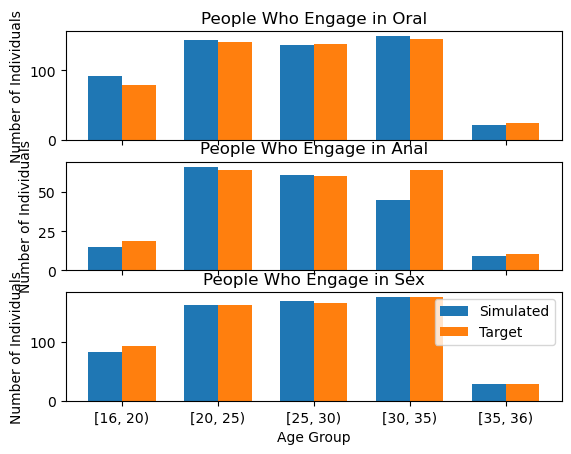 People Who Engage in Oral
Number of Individuals
100
0
People Who Engage in Anal
Number of Individuals
50
25
0
People Who Engage in Sex
Number of Individuals
100
0
Simulated
Target
[16, 20)
[20, 25)
[25, 30)
[30, 35)
[35, 36)
Age Group